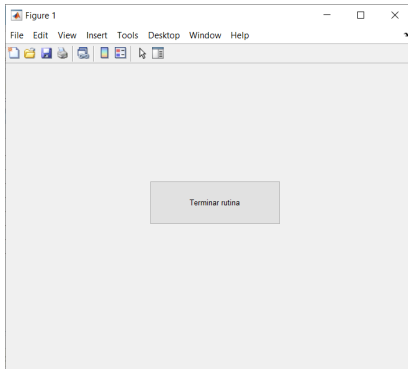 Figure 1
File Edit View Insert Tools Desktop Window Help
Terminar rutina